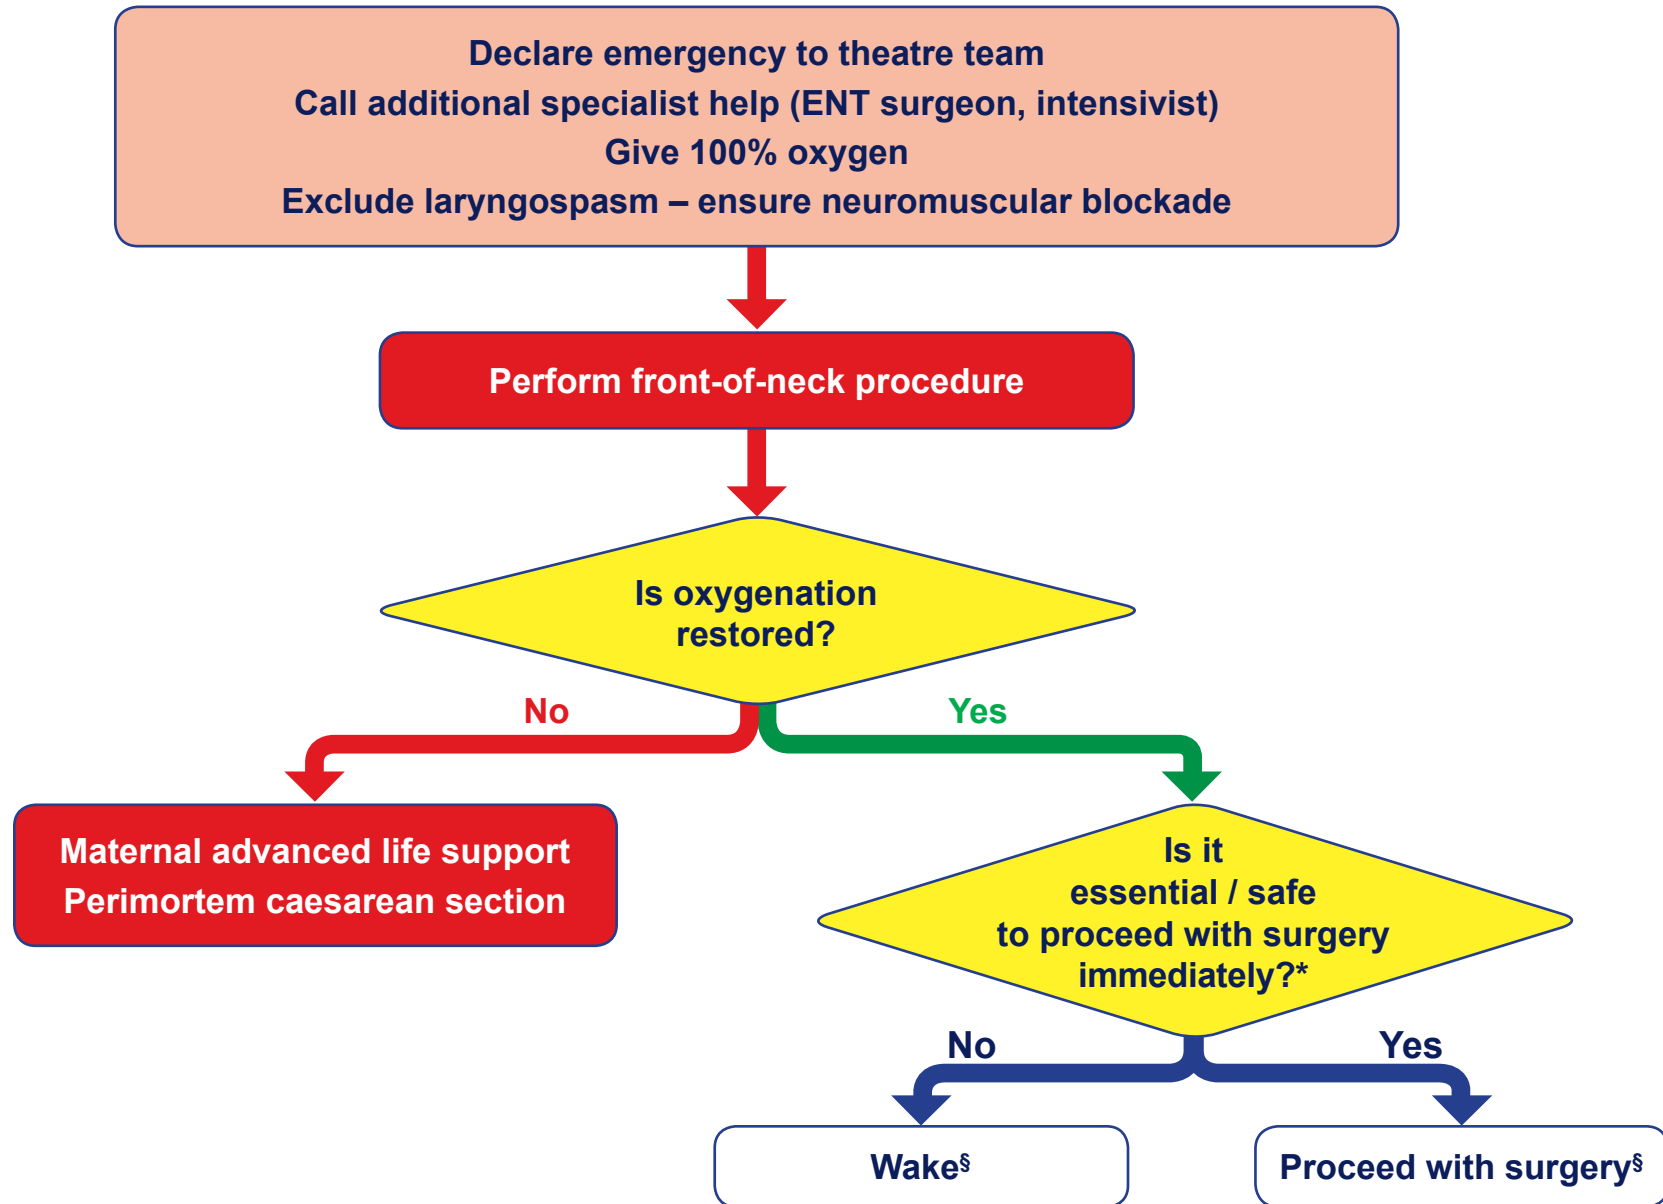 Declare emergency to theatre team
Call additional specialist help (ENT surgeon, intensivist)
Give 100% oxygen
Exclude laryngospasm – ensure neuromuscular blockade
Perform front-of-neck procedure
Is oxygenation
restored?
No
Yes
Maternal advanced life support
Perimortem caesarean section
Is it
essential / safe
to proceed with surgery
immediately?*
No
Yes
Wake§
Proceed with surgery§